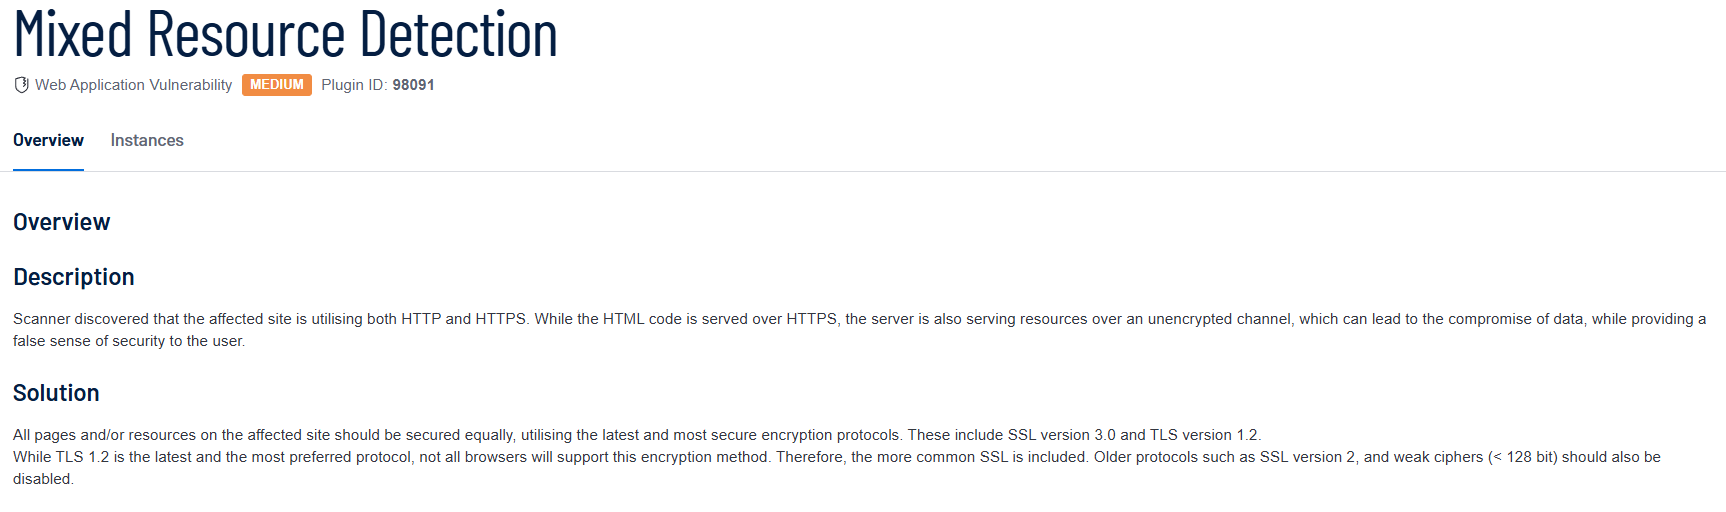 Mixed Resource Detection
Web Application Vulnerability MEDIUM Plugin ID: 98091
Overview Instances
Overview
Description
Scanner discovered that the affected site is utilising both HTTP and HTTPS. While the HTML code is served over HTTPS, the server is also serving resources over an unencrypted channel, which can lead to the compromise of data, while providing a
false sense of security to the user.
Solution
All pages and/or resources on the affected site should be secured equally, utilising the latest and most secure encryption protocols. These include SSL version 3.0 and TLS version 1.2.
While TLS 1.2 is the latest and the most preferred protocol, not all browsers will support this encryption method. Therefore, the more common SSL is included. Older protocols such as SSL version 2, and weak ciphers (< 128 bit) should also be
disabled.